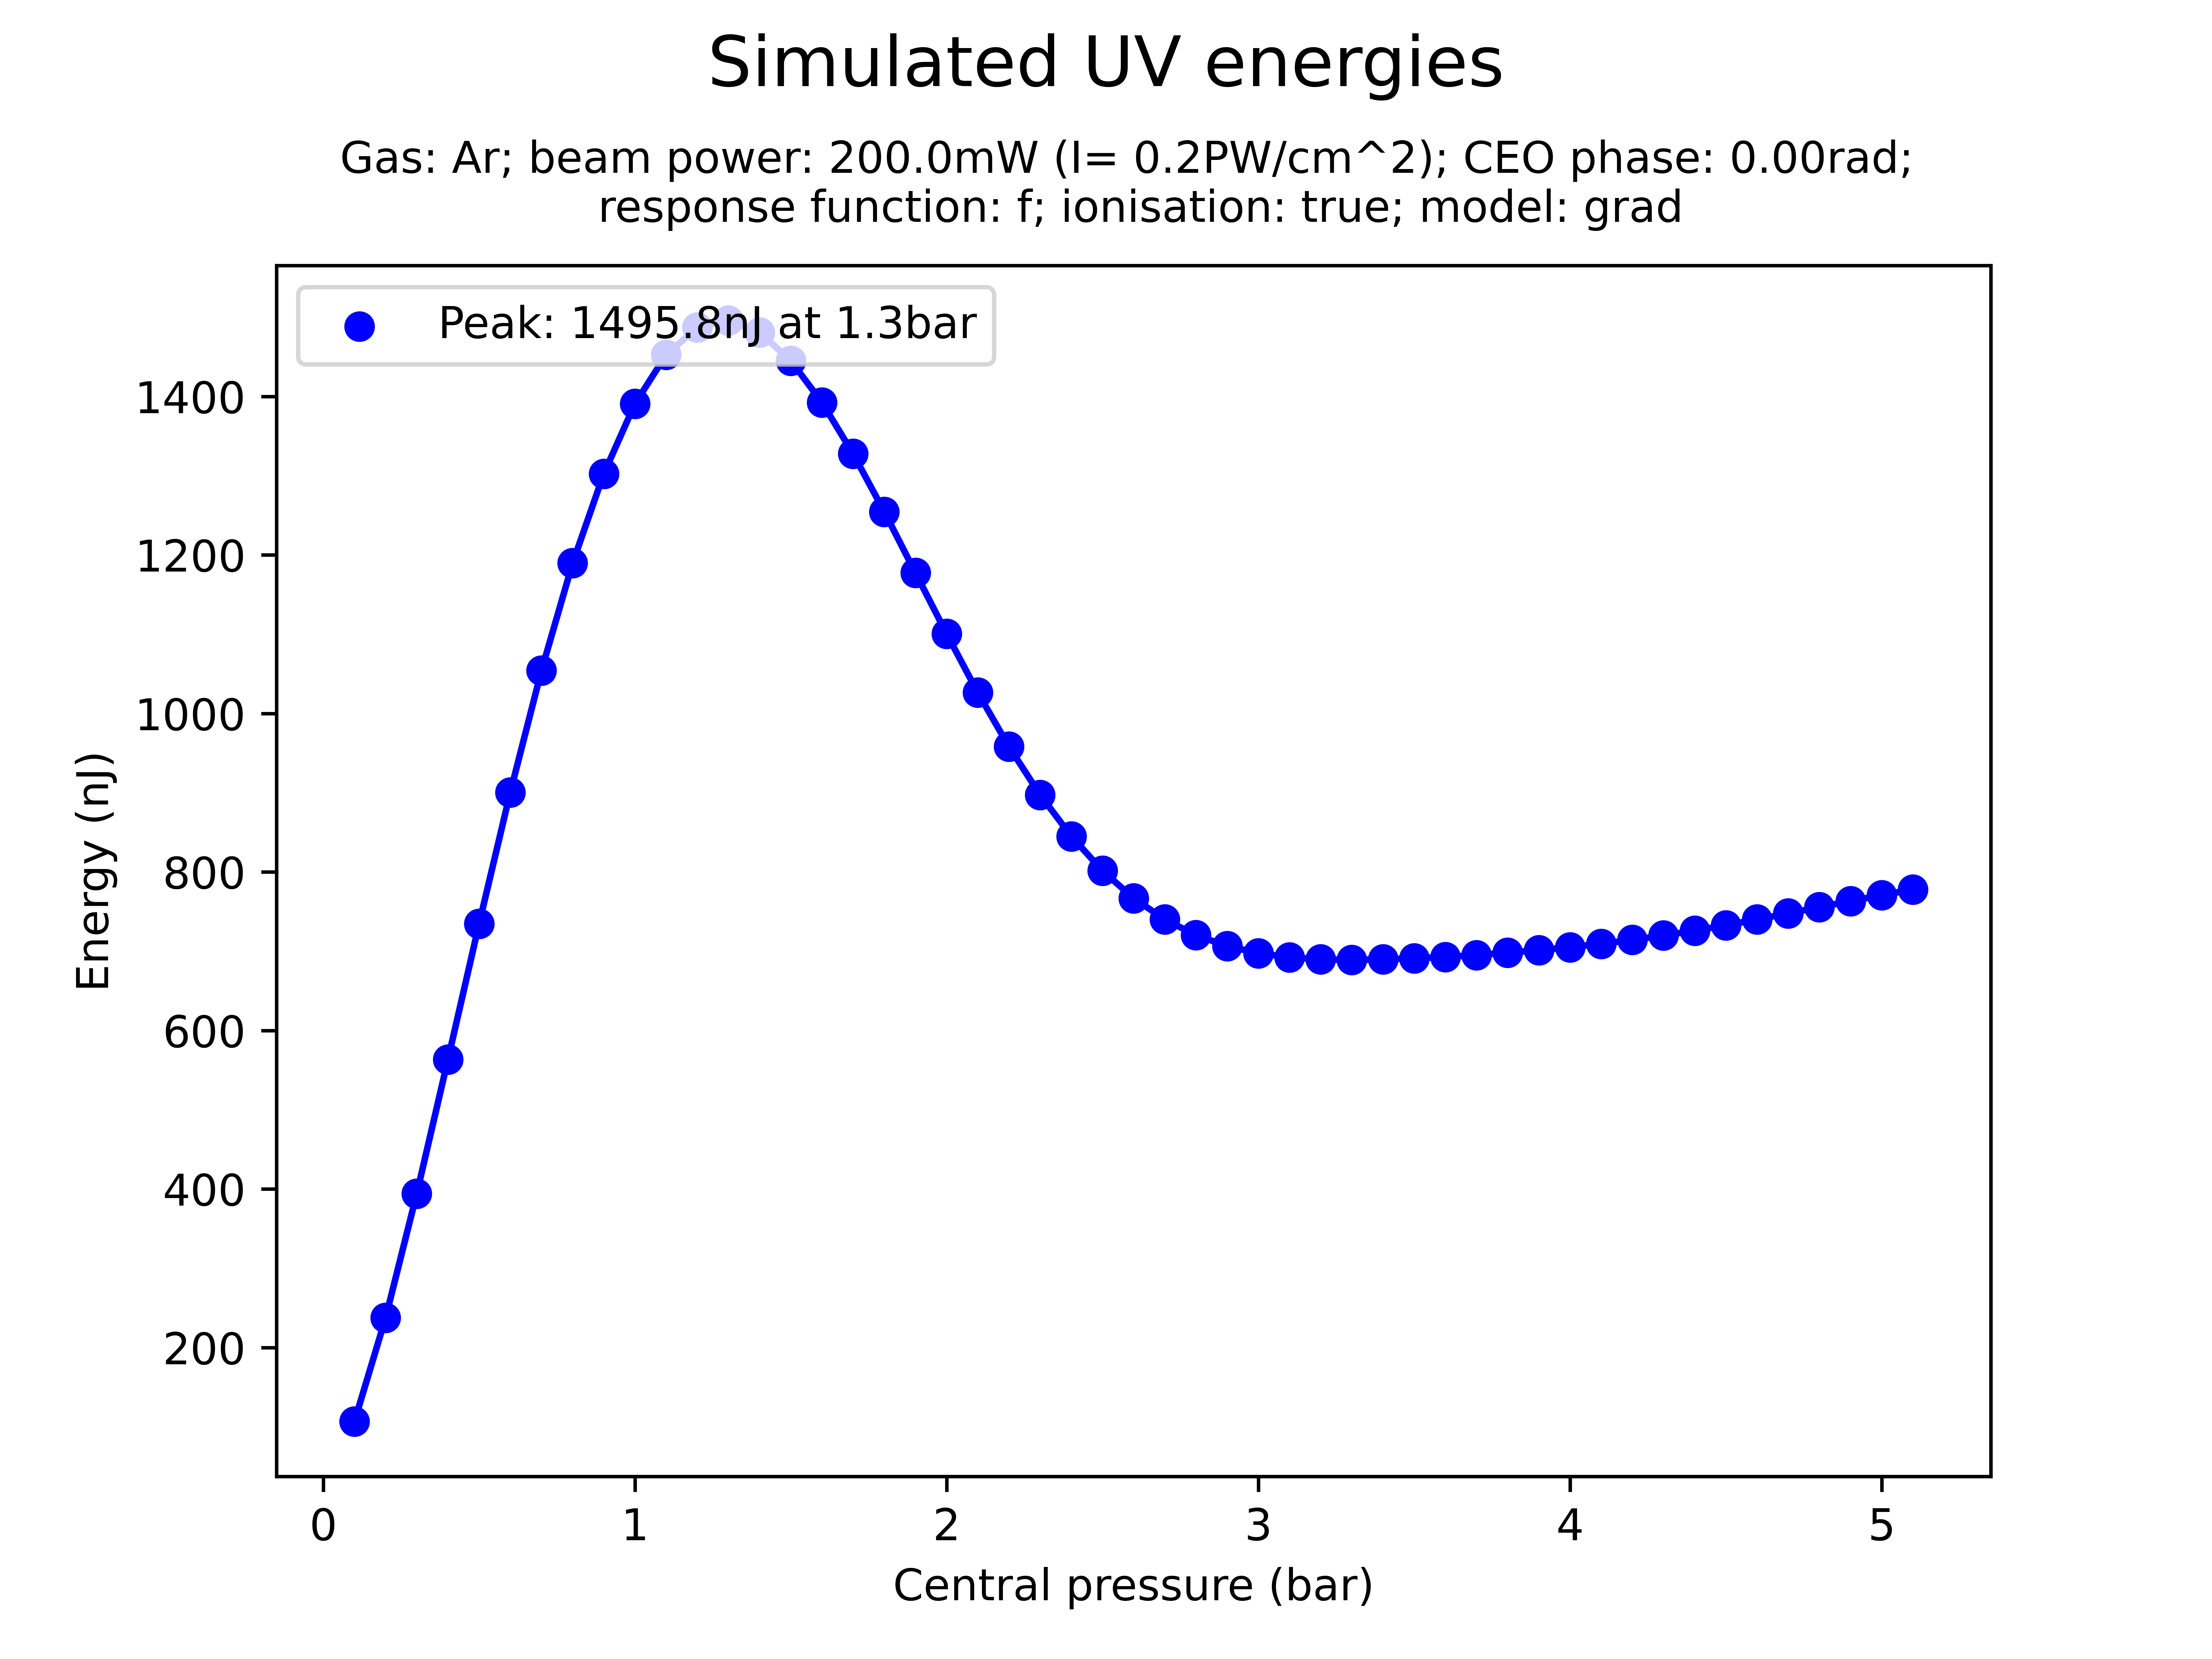 Simulated UV energies
Gas: Ar; beam power: 200.0mW (I= 0.2PW/cm^2); CEO phase: 0.00rad;
response function: f; ionisation: true; model: grad
Peak: 1495.8nJ at 1.3bar
1400
1200
1000
800
600
400
200
Energy (nJ)
0 1 2 3 4 5
Central pressure (bar)